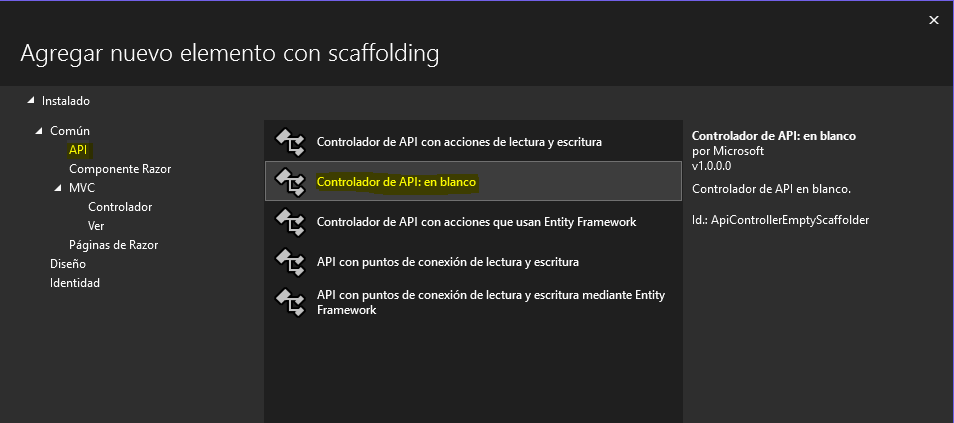 Agregar nuevo elemento con scaffolding
Instalado
Común
API
Componente Razor
MVC
Controlador
Ver
Páginas de Razor
Diseño
Identidad
Controlador de API con acciones de lectura y escritura
Controlador de API: en blanco
Controlador de API con acciones que usan Entity Framework
API con puntos de conexión de lectura y escritura
API con puntos de conexión de lectura y escritura mediante Entity
Framework
Controlador de API: en blanco
por Microsoft
v1.0.0.0
Controlador de API en blanco.
Id.: ApiControllerEmptyScaffolder